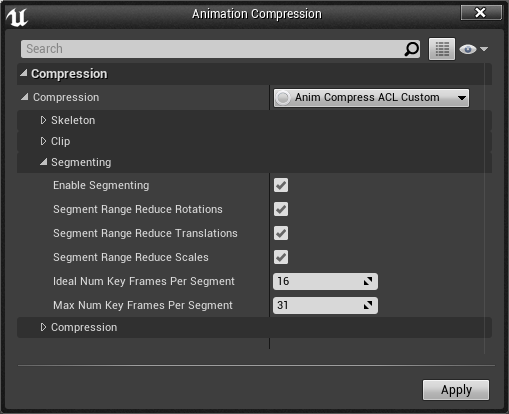 Animation Compression
Search
Compression
Compression
Anim Compress ACL Custom
Skeleton
Clip
Segmenting
Enable Segmenting
Segment Range Reduce Rotations
Segment Range Reduce Translations
Segment Range Reduce Scales
Ideal Num Key Frames Per Segment
16
Max Num Key Frames Per Segment
31
Compression
Apply